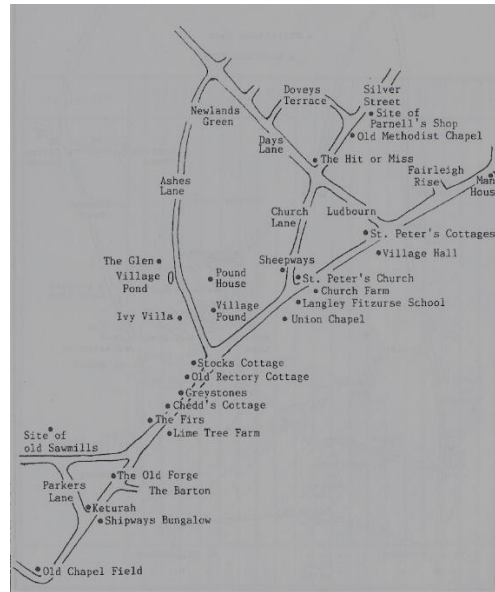 Doveys
Terrace
Silver
Street
Site of
Parnell's Shop
Old Methodist Chapel
Newlands
Green
Days
Lane
The Hit or Miss
Fairleigh
Rise
Man
House
Ashes
Lane
Church
Lane
Ludbourn
St. Peter's Cottages
Village Hall
The Glen
Village
Pond
Pound
House
Sheepways
St. Peter's Church
Church Farm
Langley Fitzurse School
Village
Pound
Ivy Villa
Union Chapel
Stocks Cottage
Old Rectory Cottage
Greystones
Chedd's Cottage
The Firs
Lime Tree Farm
Site of
old Sawmills
The Old Forge
Parkers
Lane
The Barton
Keturah
Shipways Bungalow
Old Chapel Field